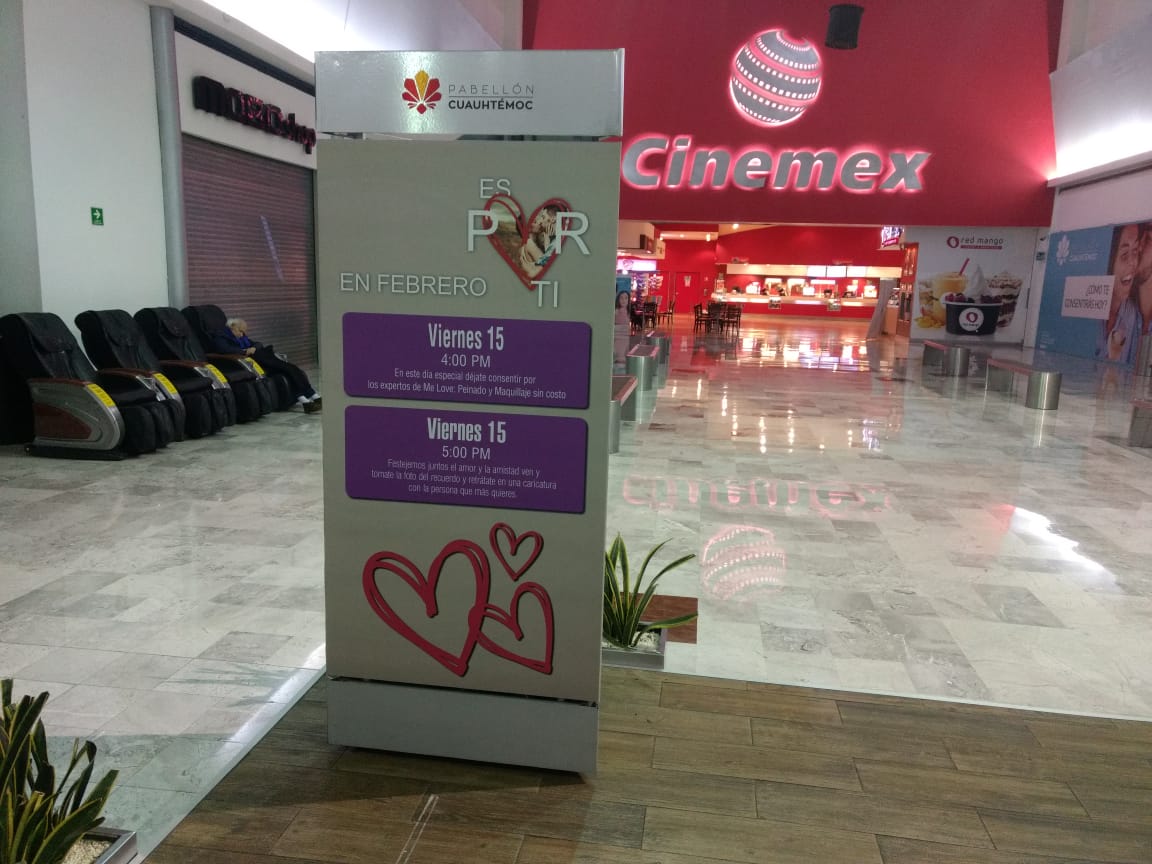 PABELLÓN
CUAUHTÉMOC
ES
POR
EN FEBRERO
TI
Viernes 15
4:00 PM
En este día especial déjate consentir por
los expertos de Me Love: Peinado y Maquillaje sin costo
Viernes 15
5:00 PM
Festejemos juntos el amor y la amistad ven y
tomate la foto del recuerdo y retrátate en una caricatura
con la persona que más quieres.
Cinemex
red mango
¿CÓMO TE
CONSENTIRÁS HOY?